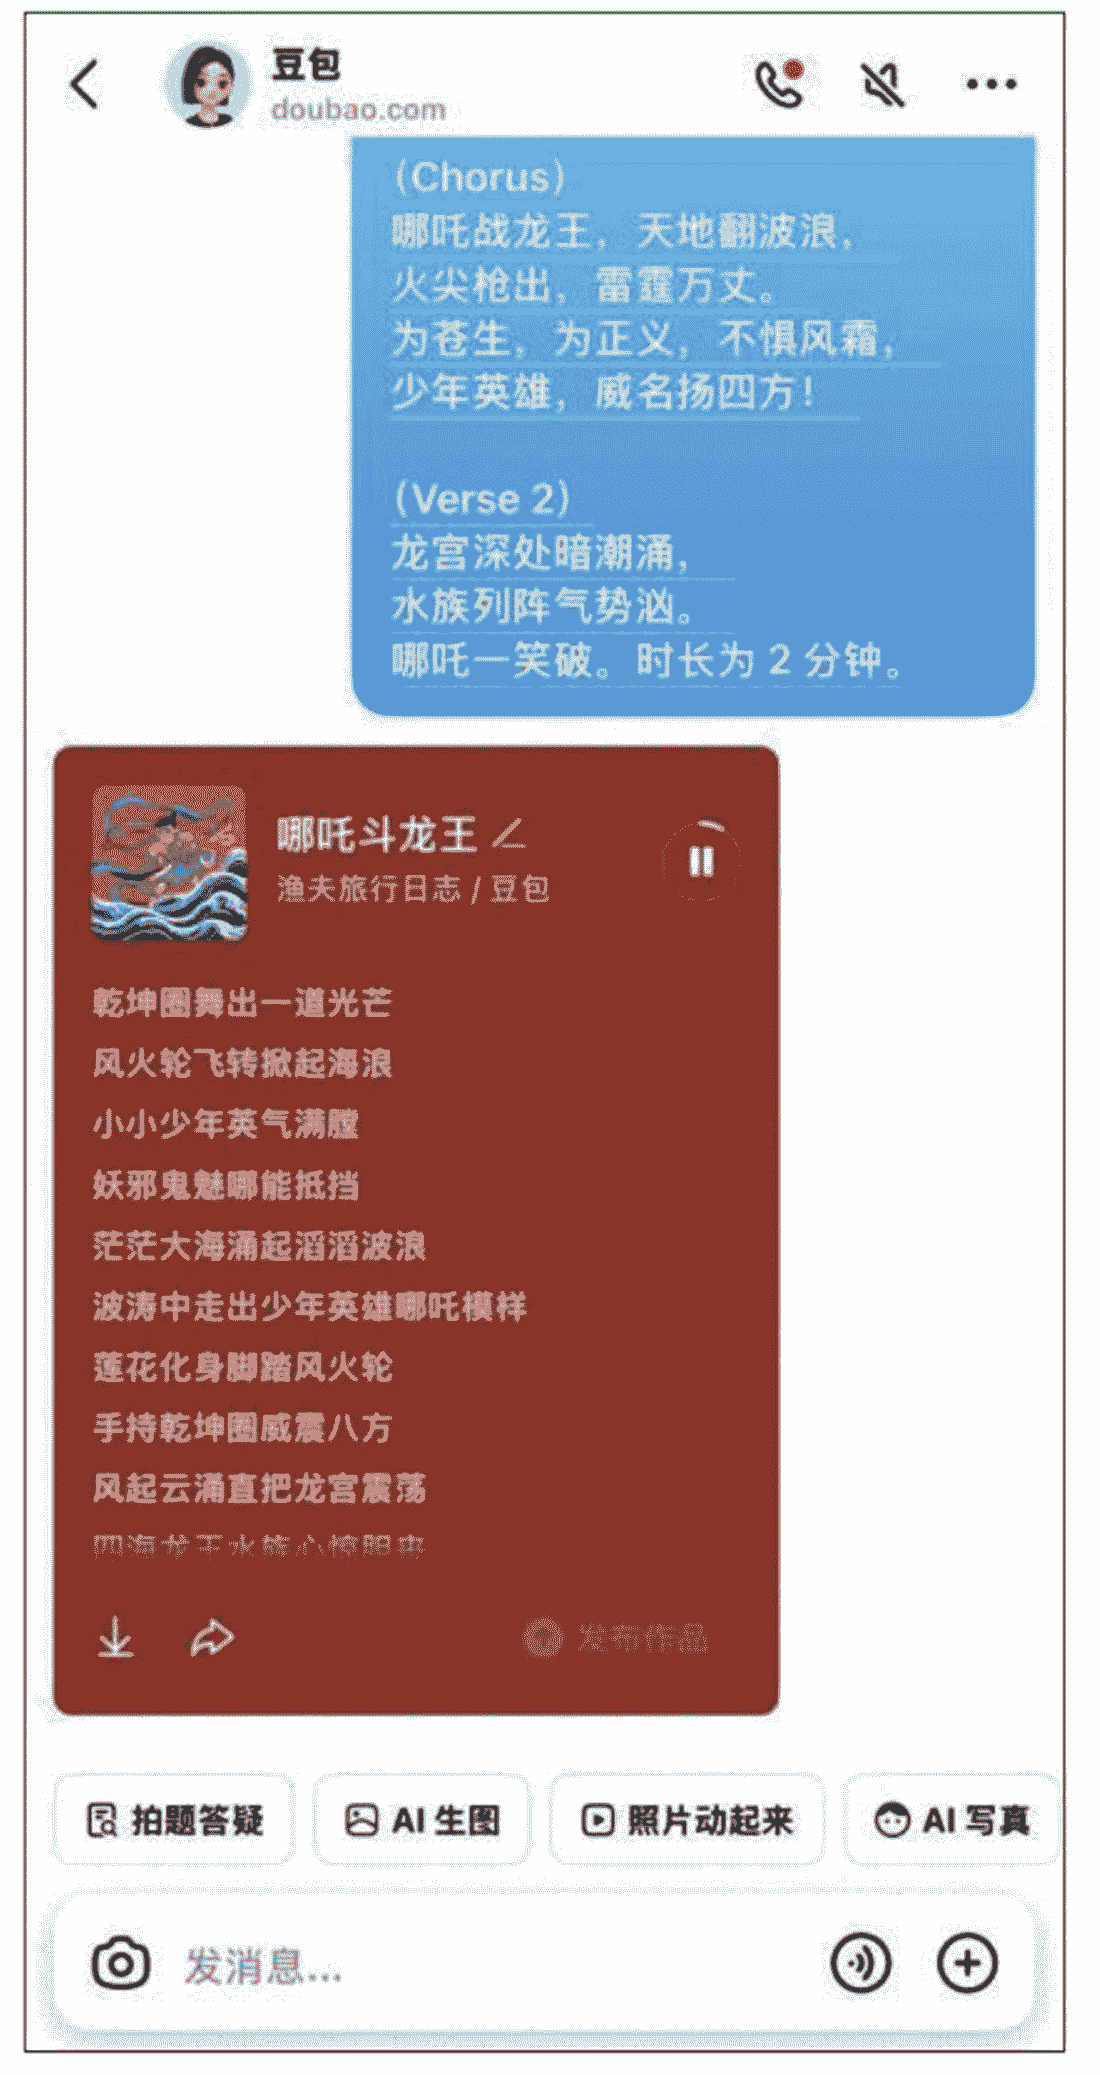 豆包
doubao.com
(Chorus)
哪吒战龙王，天地翻波浪，
火尖枪出，雷霆万丈。
为苍生，为正义，不惧风霜，
少年英雄，威名扬四方！
(Verse 2)
龙宫深处暗潮涌，
水族列阵气势汹。
哪吒一笑破。时长为 2 分钟。
哪吒斗龙王
渔夫旅行日志 / 豆包
乾坤圈舞出一道光芒
风火轮飞转掀起海浪
小小少年英气满膛
妖邪鬼魅哪能抵挡
茫茫大海涌起滔滔波浪
波涛中走出少年英雄哪吒模样
莲花化身脚踏风火轮
手持乾坤圈威震八方
风起云涌直把龙宫震荡
四海龙王水族心惊胆
发布作品
拍题答疑
AI 生图
照片动起来
AI 写真
发消息...